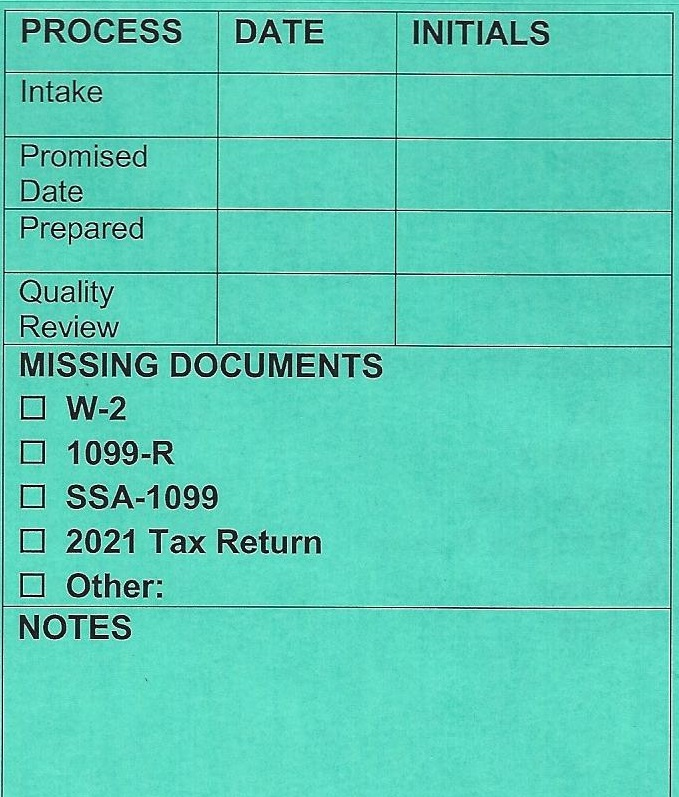 PROCESS DATE INITIALS
Intake
Promised
Date
Prepared
Quality
Review
MISSING DOCUMENTS
☐ W-2
☐ 1099-R
☐ SSA-1099
☐ 2021 Tax Return
☐ Other:
NOTES